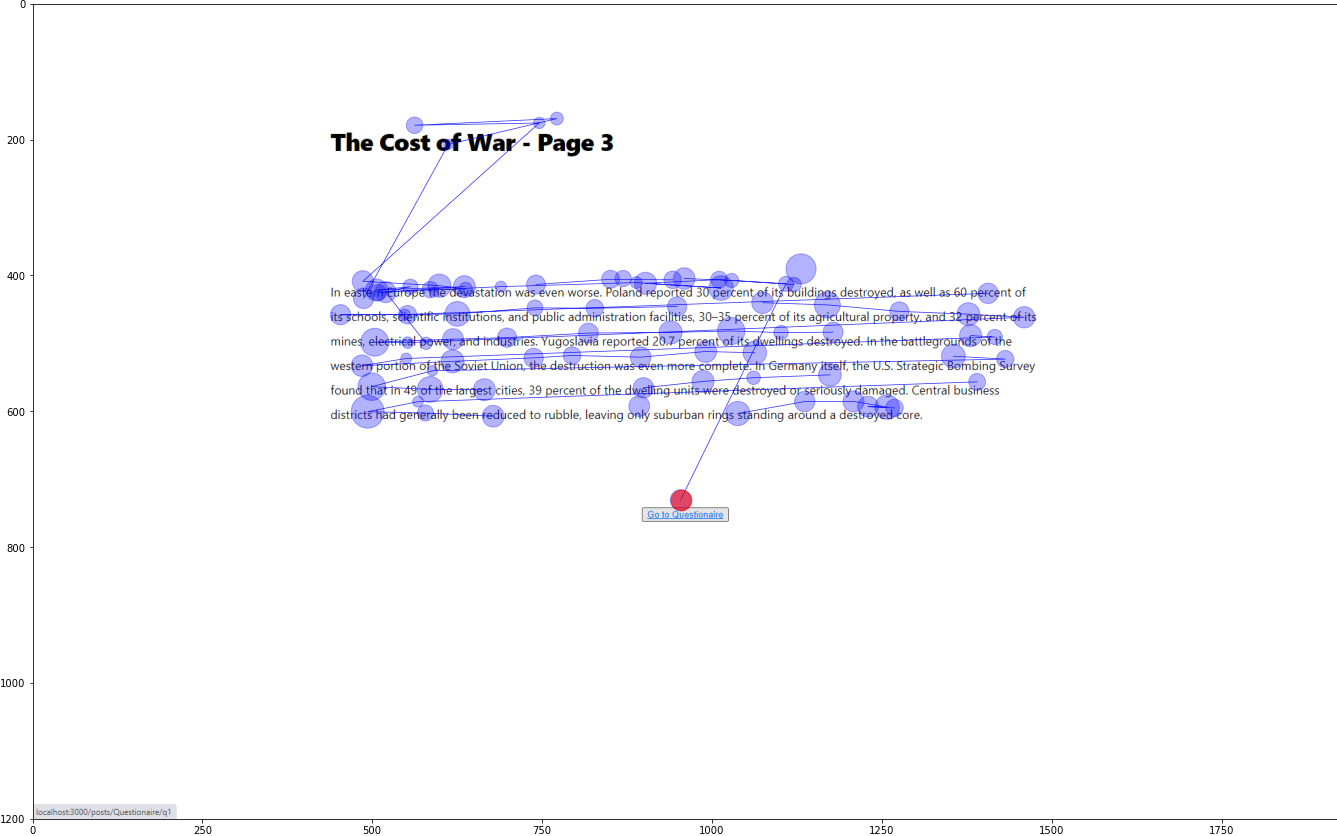 0
200
The Cost of War - Page 3
400
In eastern Europe the devastation was even worse. Poland reported 30 percent of its buildings destroyed, as well as 60 percent of
its schools, scientific institutions, and public administration facilities, 30–35 percent of its agricultural property, and 32 percent of its
mines, electrical power, and industries. Yugoslavia reported 20.7 percent of its dwellings destroyed. In the battlegrounds of the
western portion of the Soviet Union, the destruction was even more complete. In Germany itself, the U.S. Strategic Bombing Survey
found that in 49 of the largest cities, 39 percent of the dwelling units were destroyed or seriously damaged. Central business
600
districts had generally been reduced to rubble, leaving only suburban rings standing around a destroyed core.
Go to Questionaire
800
1000
localhost:3000/posts/Questionaire/q1
1200
0 250 500 750 1000 1250 1500 1750